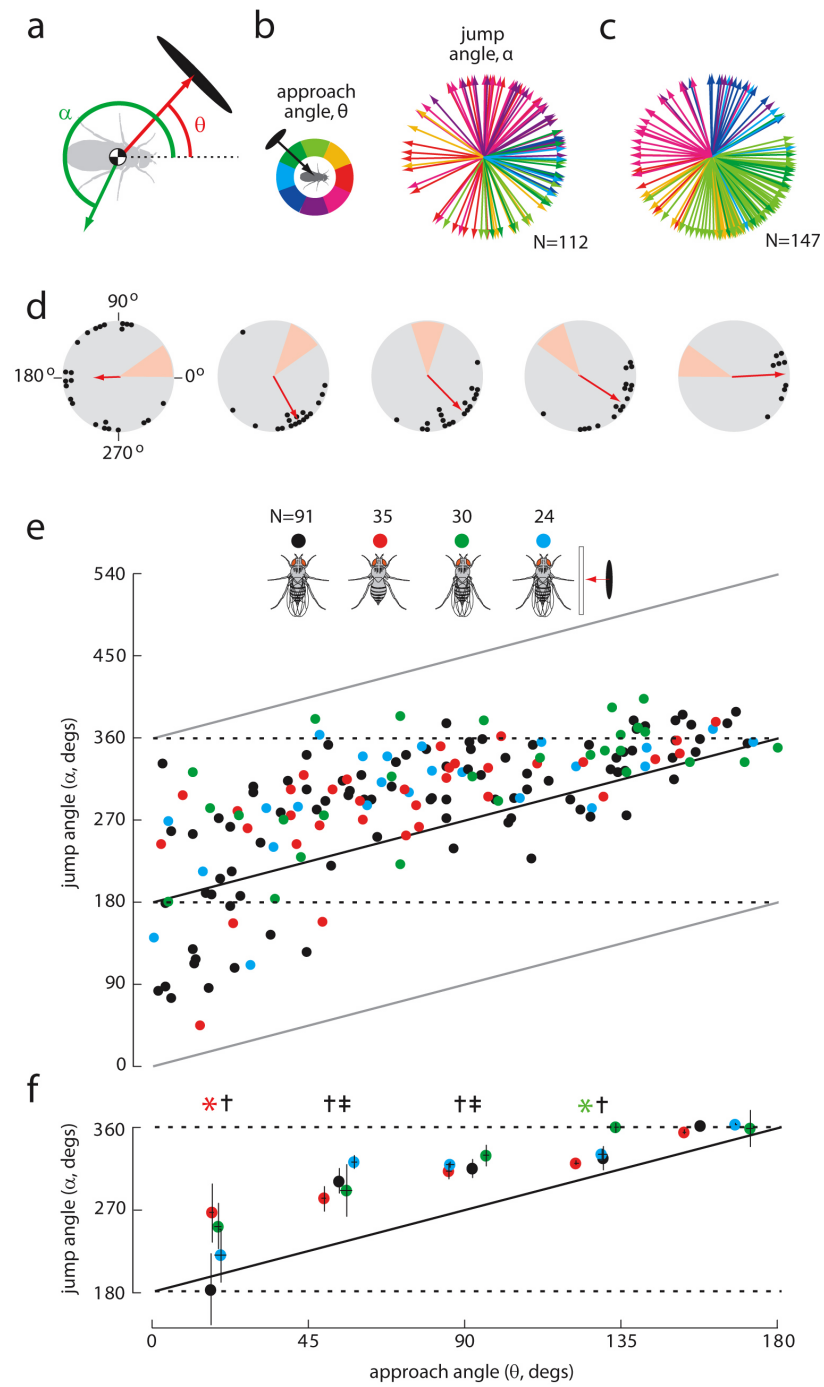 a
α
θ
b
approach
angle, θ
jump
angle, α
N=112
c
N=147
d
90°
180°
0°
270°
e
N=91 35 30 24
540
450
360
270
180
90
0
jump angle (α, degs)
f
* † † ‡ † ‡ * †
360
270
180
jump angle (α, degs)
0 45 90 135 180
approach angle (θ, degs)